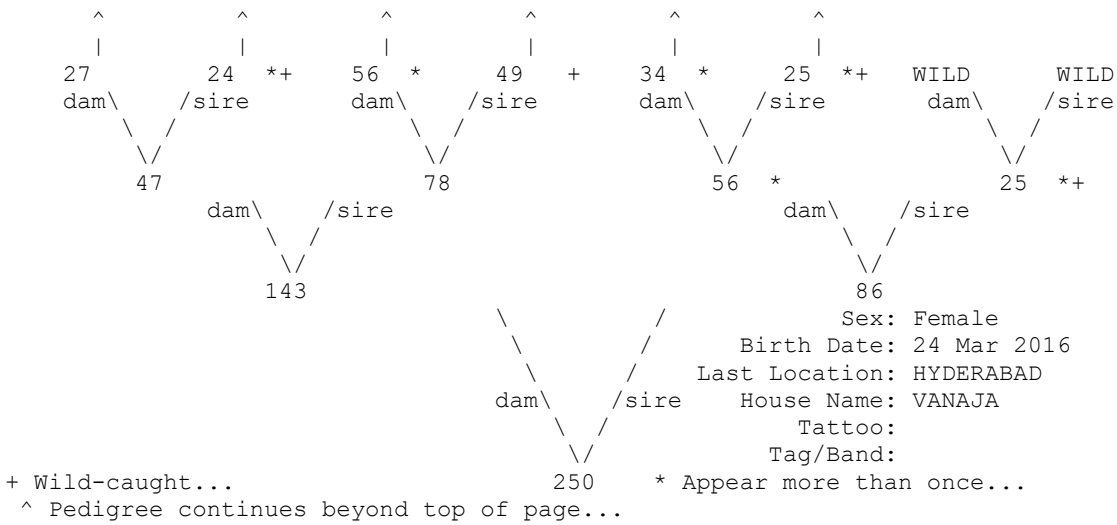 ^ ^ ^ ^ ^ ^
| | | | | |
27 24 *+ 56 * 49 + 34 * 25 *+ WILD WILD
dam\ /sire dam\ /sire dam\ /sire dam\ /sire
\ / \ / \ / \ /
\/ \/ \/ \/
47 78 56 * 25 *+
dam\ /sire dam\ /sire
\ / \ /
\/ \/
143 86
\ / Sex: Female
\ / Birth Date: 24 Mar 2016
\ / Last Location: HYDERABAD
dam\ /sire House Name: VANAJA
\ / Tattoo:
\/ Tag/Band:
+ Wild-caught... 250 * Appear more than once...
^ Pedigree continues beyond top of page...